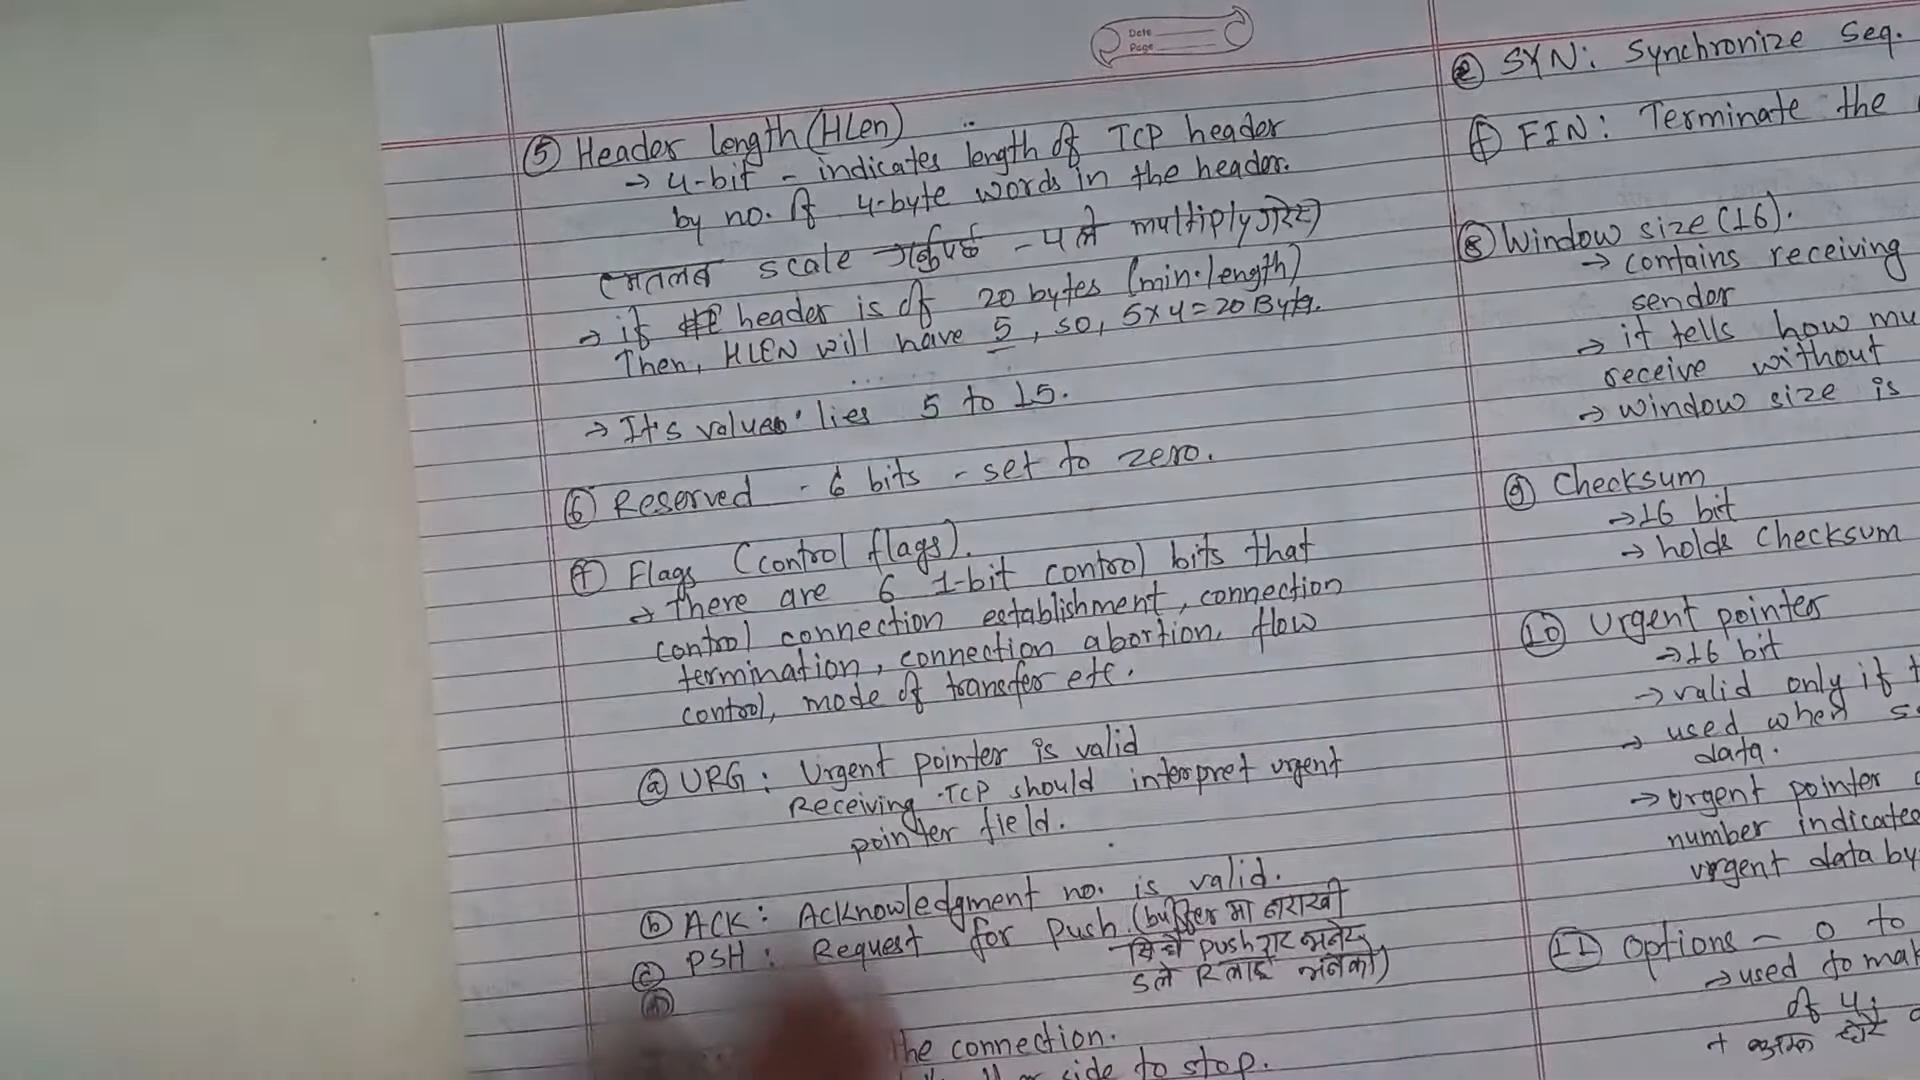 Date
Page
⑤ Header length (HLen)
→ 4-bit - indicates length of TCP header
by no. of 4-byte words in the header.
(मतलब scale - 4 ले multiply गरेर)
→ if header is of 20 bytes (min. length)
Then, HLEN will have 5, so, 5x4=20 Byte.
→ It's values lies 5 to 15.
⑥ Reserved - 6 bits - set to zero.
⑦ Flags (control flags).
→ there are 6 1-bit control bits that
control connection establishment, connection
termination, connection abortion, flow
control, mode of transfer etc.
ⓐ URG: Urgent pointer is valid
Receiving TCP should interpret urgent
pointer field.
ⓑ ACK: Acknowledgment no. is valid.
ⓒ PSH: Request for Push. (buffer मा नराखी
push गर भनेर
S ले R लाई भनेको)
ⓓ
the connection.
side to stop.
ⓔ SYN: Synchronize Seq.
ⓕ FIN: Terminate the
⑧ Window size (16).
→ contains receiving
sender
→ it tells how mu
receive without
→ window size is
⑨ Checksum
→ 16 bit
→ holds checksum
⑩ Urgent pointer
→ 16 bit
→ valid only if t
→ used when s
data.
→ Urgent pointer
number indicates
urgent data by
⑪ Options - 0 to
→ used to mak
of 4;